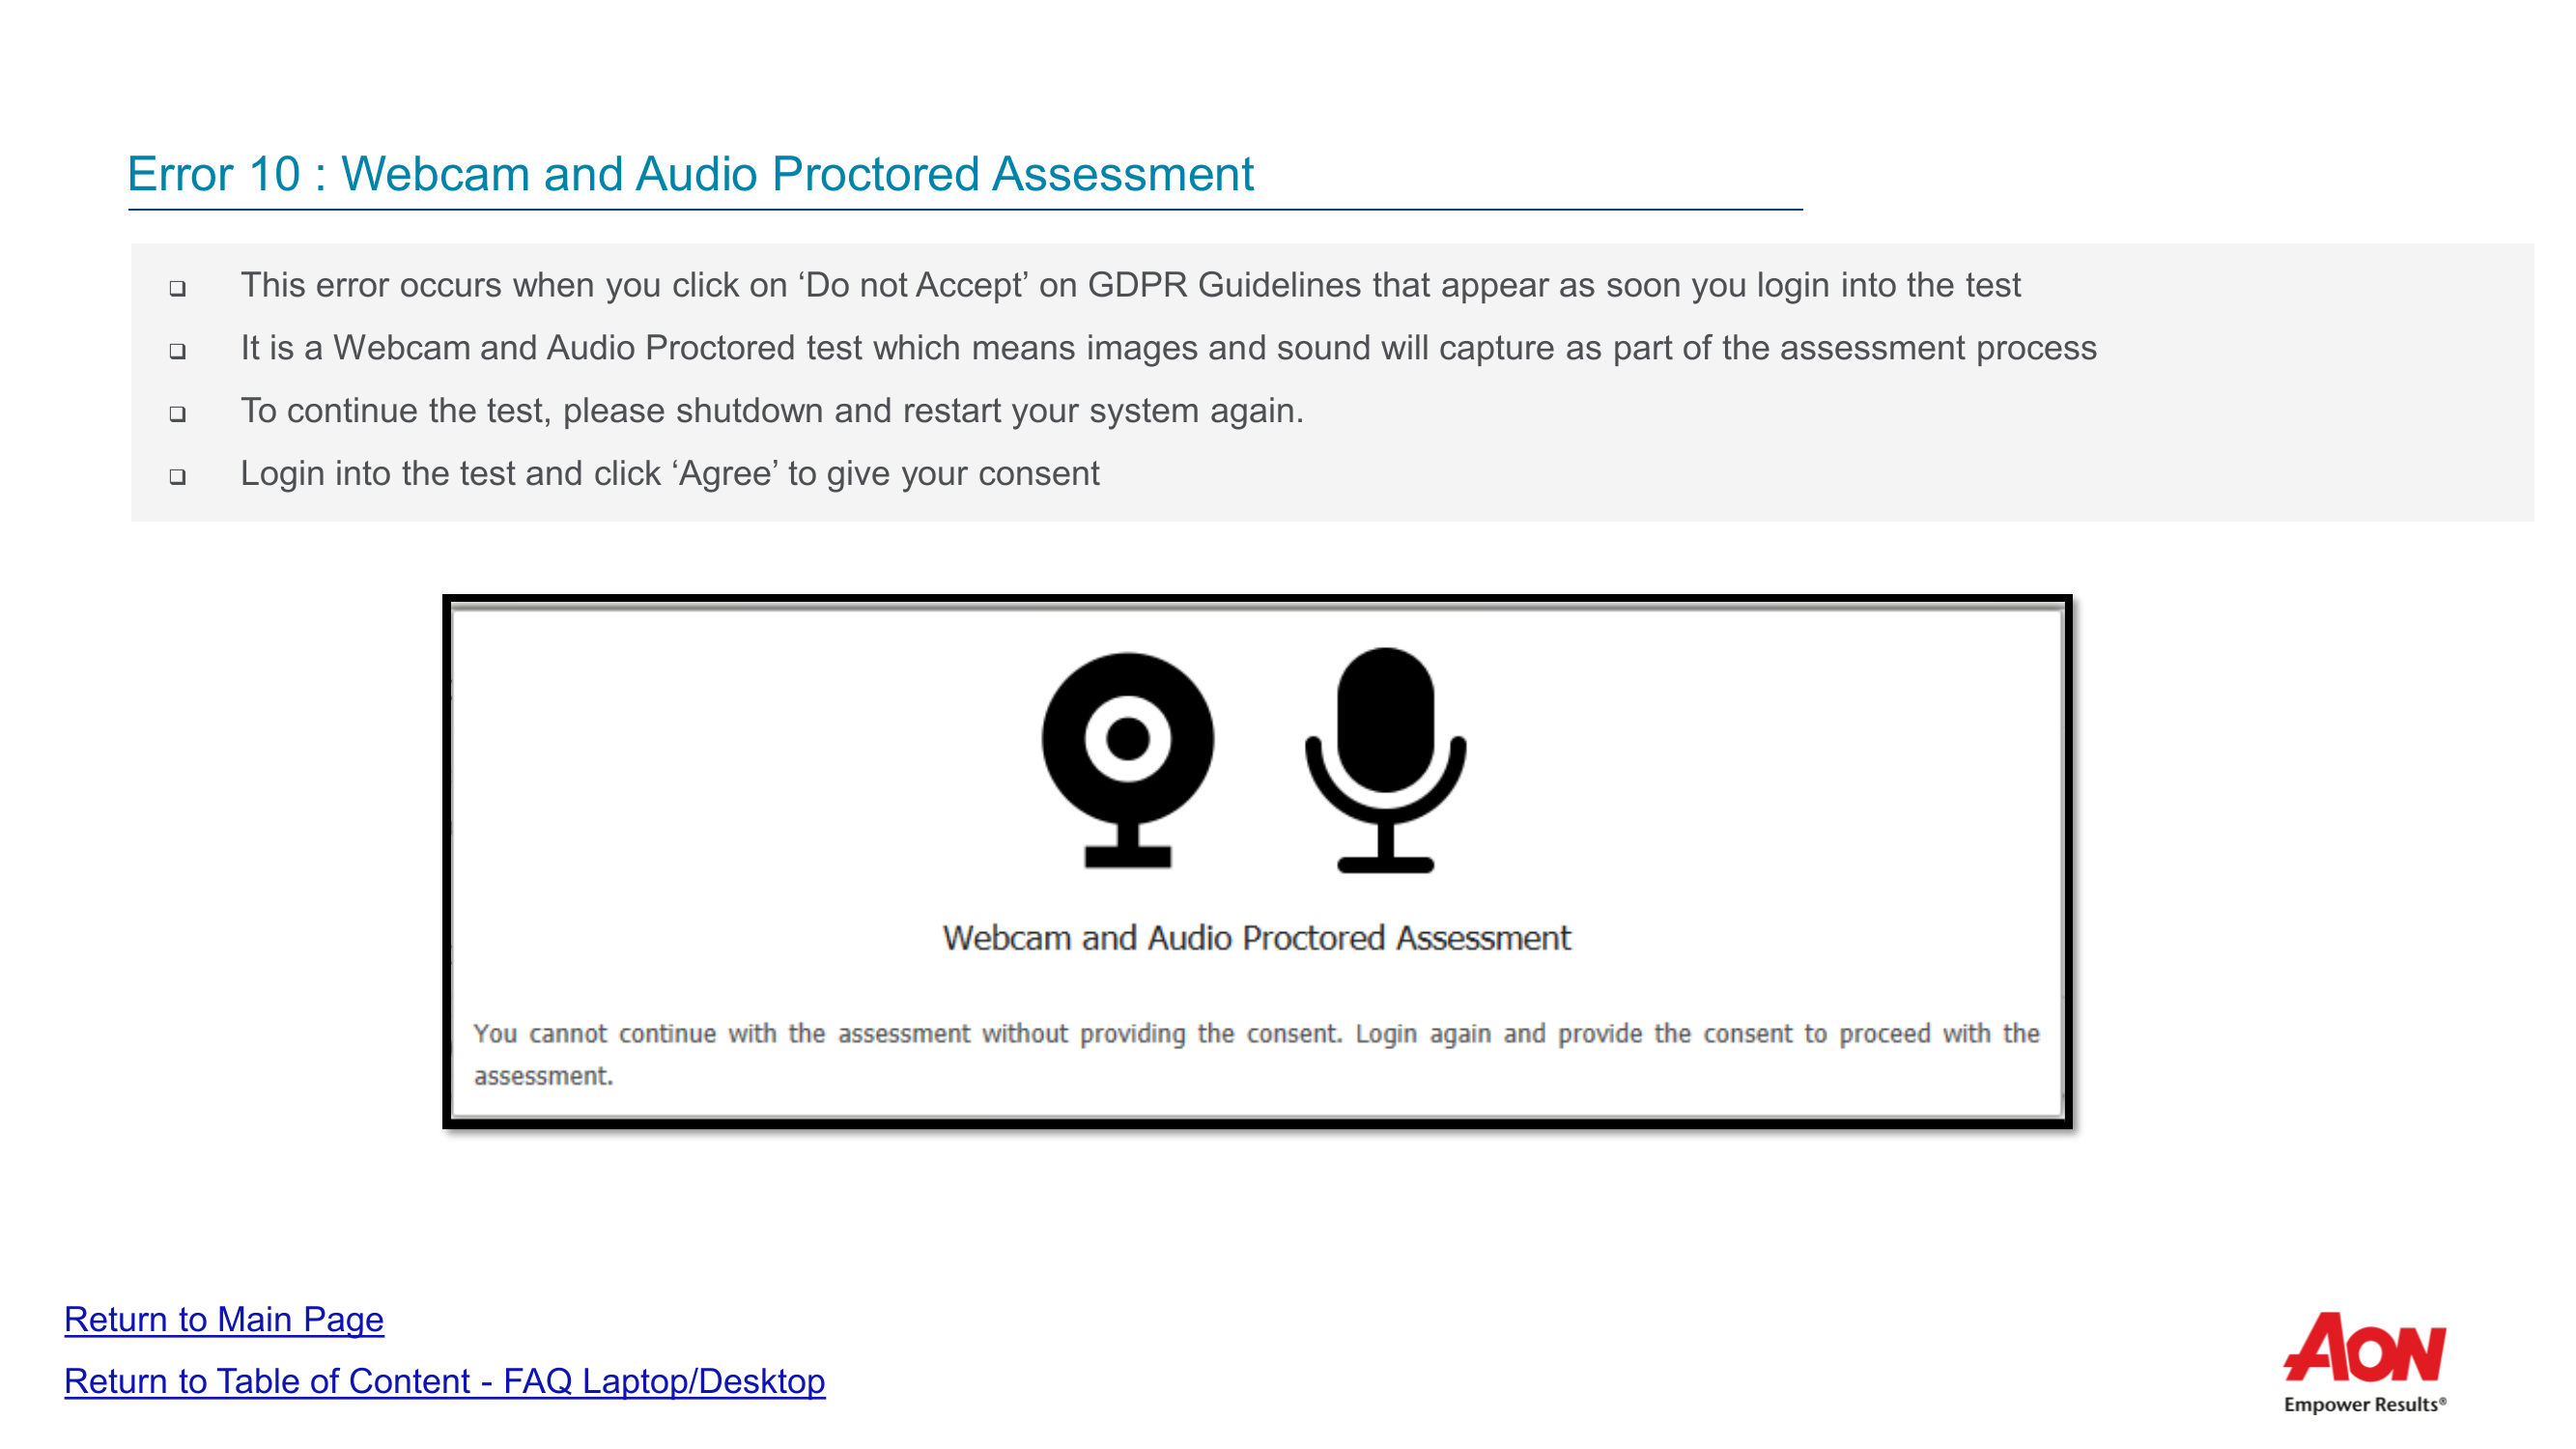 Error 10 : Webcam and Audio Proctored Assessment
❑ This error occurs when you click on ‘Do not Accept’ on GDPR Guidelines that appear as soon you login into the test
❑ It is a Webcam and Audio Proctored test which means images and sound will capture as part of the assessment process
❑ To continue the test, please shutdown and restart your system again.
❑ Login into the test and click ‘Agree’ to give your consent
Webcam and Audio Proctored Assessment
You cannot continue with the assessment without providing the consent. Login again and provide the consent to proceed with the
assessment.
Return to Main Page
Return to Table of Content - FAQ Laptop/Desktop
AON
Empower Results®